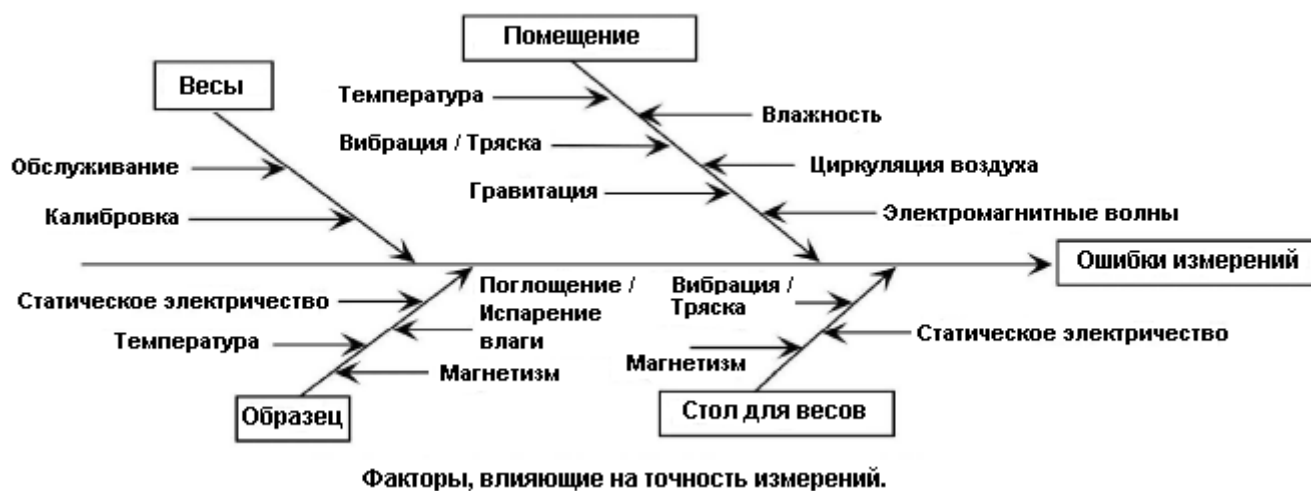 Помещение
Весы
Температура
Влажность
Вибрация / Тряска
Обслуживание
Циркуляция воздуха
Гравитация
Калибровка
Электромагнитные волны
Ошибки измерений
Поглощение /
Испарение
влаги
Вибрация /
Тряска
Статическое электричество
Статическое электричество
Температура
Магнетизм
Магнетизм
Образец
Стол для весов
Факторы, влияющие на точность измерений.